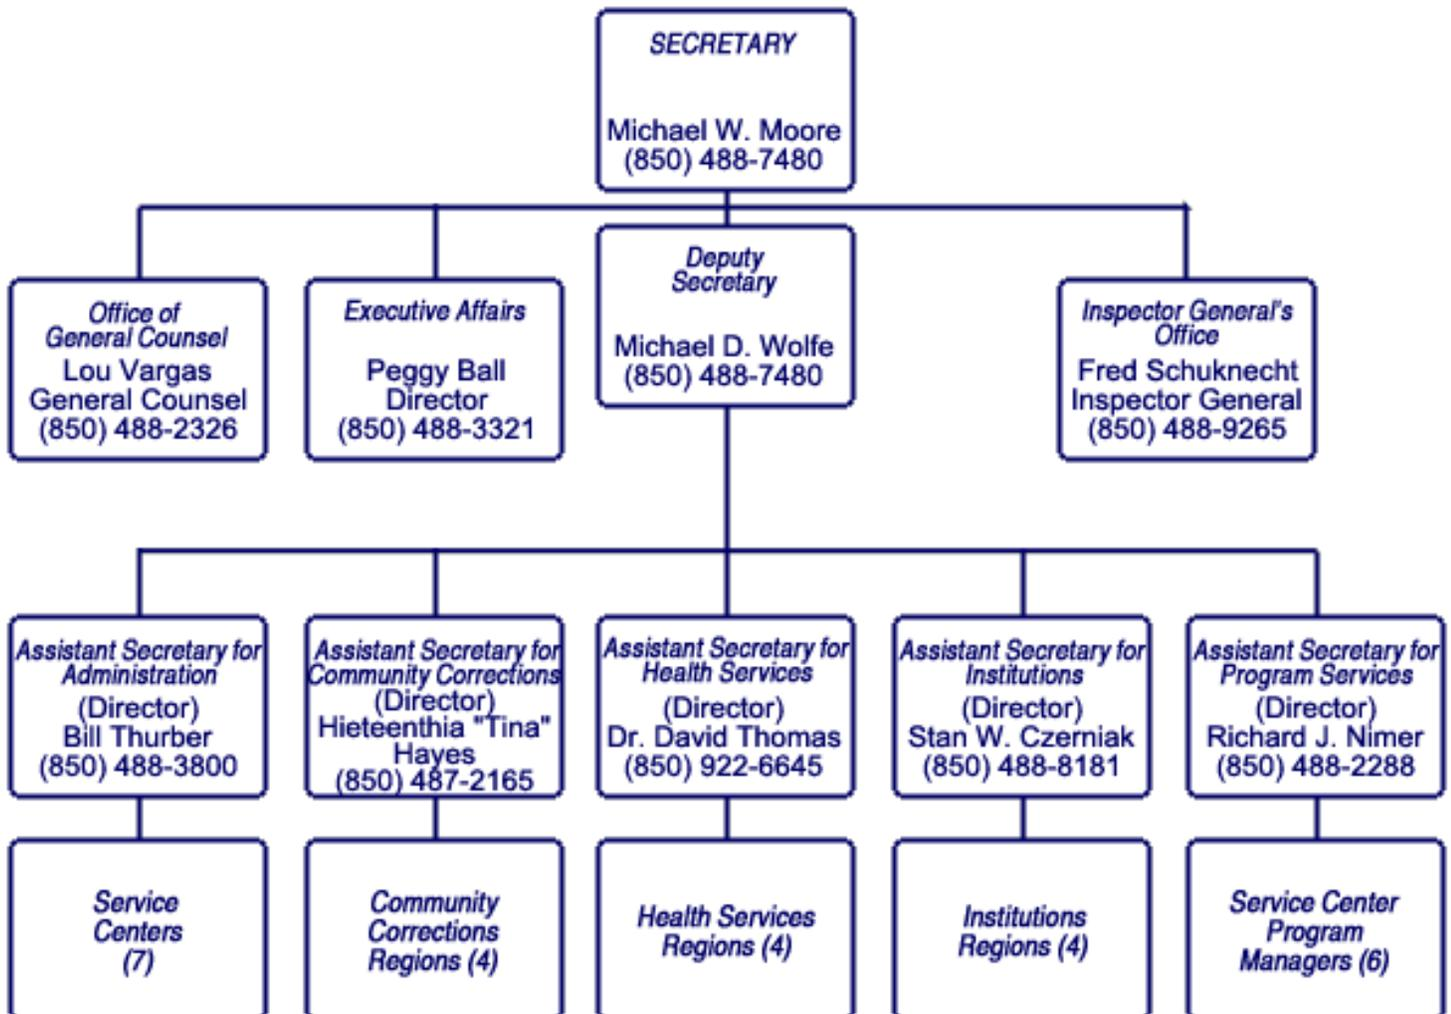 SECRETARY
Michael W. Moore
(850) 488-7480
Office of
General Counsel
Lou Vargas
General Counsel
(850) 488-2326
Executive Affairs
Peggy Ball
Director
(850) 488-3321
Deputy
Secretary
Michael D. Wolfe
(850) 488-7480
Inspector General's
Office
Fred Schuknecht
Inspector General
(850) 488-9265
Assistant Secretary for
Administration
(Director)
Bill Thurber
(850) 488-3800
Assistant Secretary for
Community Corrections
(Director)
Hieteenthia "Tina"
Hayes
(850) 487-2165
Assistant Secretary for
Health Services
(Director)
Dr. David Thomas
(850) 922-6645
Assistant Secretary for
Institutions
(Director)
Stan W. Czerniak
(850) 488-8181
Assistant Secretary for
Program Services
(Director)
Richard J. Nimer
(850) 488-2288
Service
Centers
(7)
Community
Corrections
Regions (4)
Health Services
Regions (4)
Institutions
Regions (4)
Service Center
Program
Managers (6)